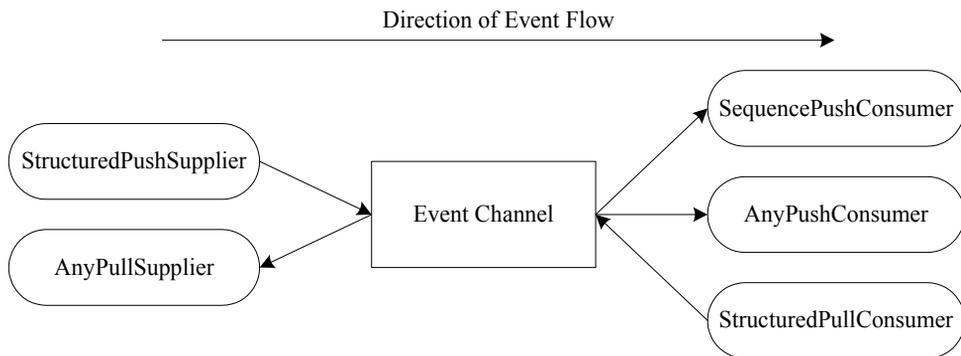 Direction of Event Flow
SequencePushConsumer
StructuredPushSupplier
Event Channel
AnyPushConsumer
AnyPullSupplier
StructuredPullConsumer